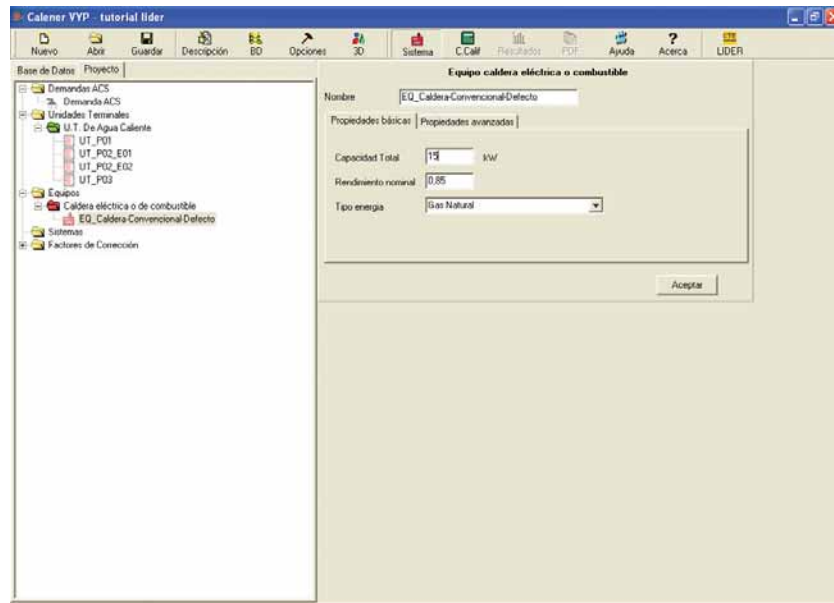 Calener VYP - tutorial lider
Nuevo Abrir Guardar Descripción BD Opciones 3D Sistema C.Calif Resultados PDF Ayuda Acerca LIDER
Base de Datos Proyecto
Demandas ACS
Demanda ACS
Unidades Terminales
U.T. De Agua Caliente
UT_P01
UT_P02_E01
UT_P02_E02
UT_P03
Equipos
Caldera eléctrica o de combustible
EQ_Caldera-Convencional-Defecto
Sistemas
Factores de Corrección
Equipo caldera eléctrica o combustible
Nombre EQ_Caldera-Convencional-Defecto
Propiedades básicas Propiedades avanzadas
Capacidad Total 15 kW
Rendimiento nominal 0,85
Tipo energía Gas Natural
Aceptar